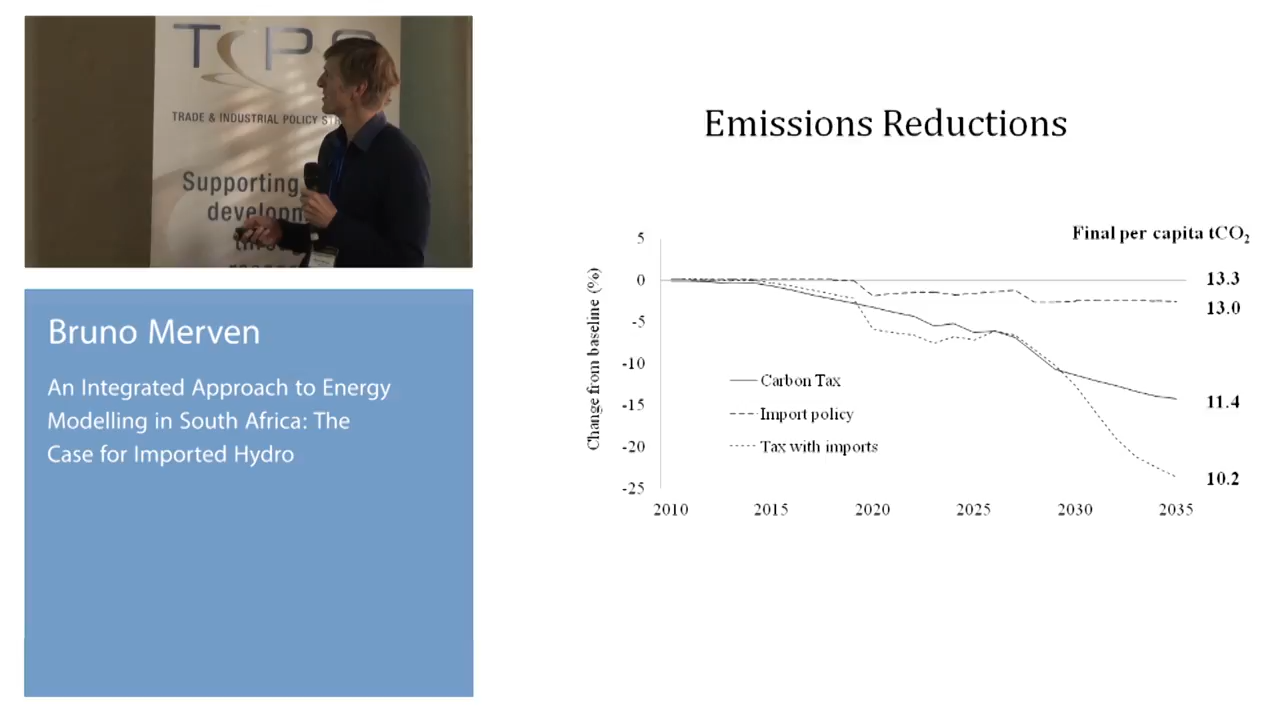 T
P
TRADE & INDUSTRIAL POLICY STR
Supporting
developm
Bruno Merven
An Integrated Approach to Energy
Modelling in South Africa: The
Case for Imported Hydro
Emissions Reductions
Final per capita tCO₂
Change from baseline (%)
5
0
-5
-10
-15
-20
-25
2010 2015 2020 2025 2030 2035
Carbon Tax
Import policy
Tax with imports
13.3
13.0
11.4
10.2